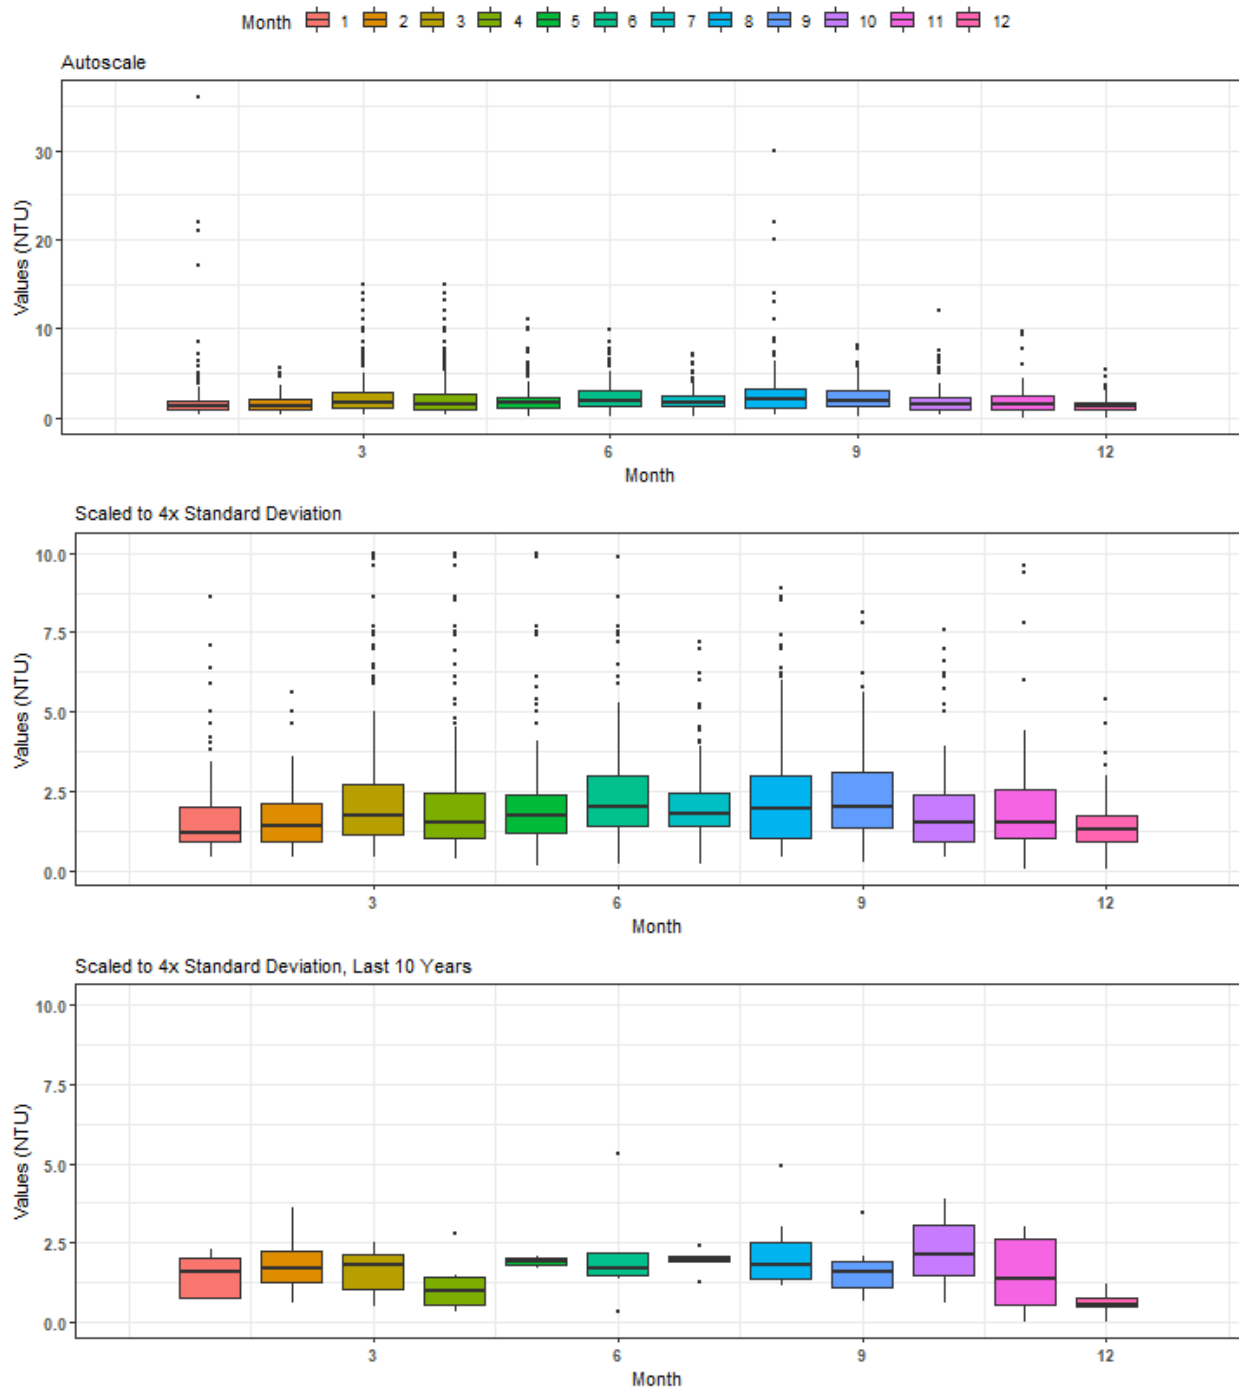 Month 1 2 3 4 5 6 7 8 9 10 11 12
Autoscale
Values (NTU)
30
20
10
0
3 6 9 12
Month
Scaled to 4x Standard Deviation
Values (NTU)
10.0
7.5
5.0
2.5
0.0
3 6 9 12
Month
Scaled to 4x Standard Deviation, Last 10 Years
Values (NTU)
10.0
7.5
5.0
2.5
0.0
3 6 9 12
Month